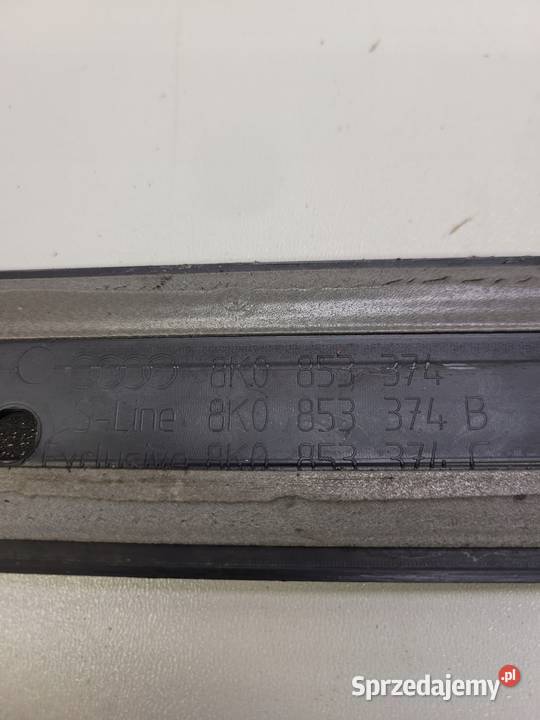 8K0 853 374
S-Line 8K0 853 374 B
Exclusive 8K0 853 374
Sprzedajemy.pl